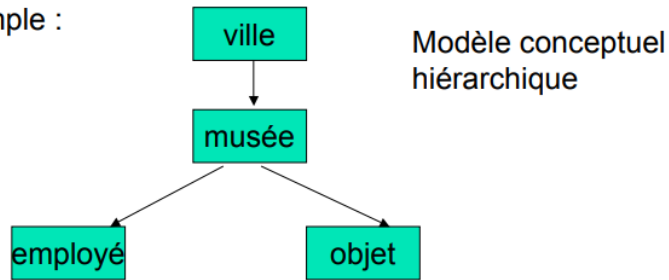 mple :
ville
Modèle conceptuel
hiérarchique
musée
employé
objet